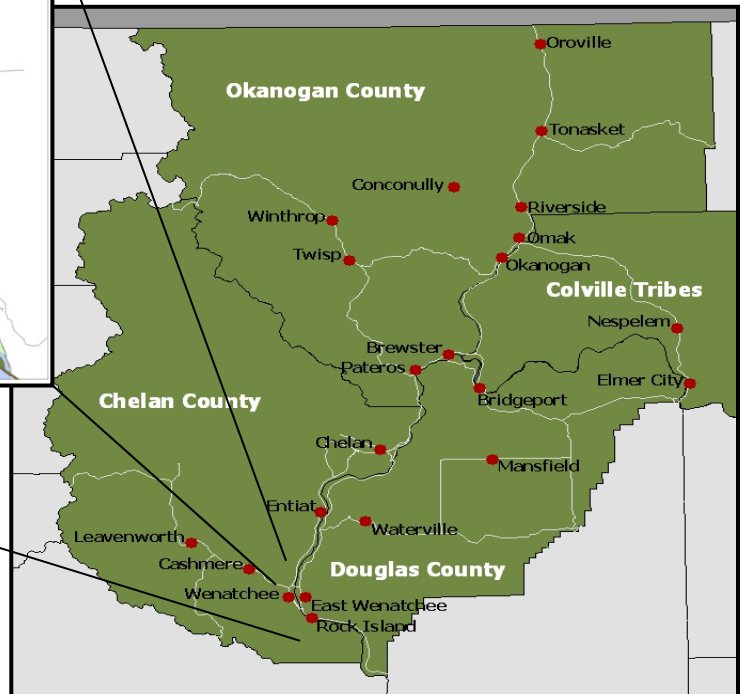 Oroville
Okanogan County
Tonasket
Conconully
Riverside
Winthrop
Omak
Twisp
Okanogan
Colville Tribes
Nespelem
Brewster
Pateros
Elmer City
Bridgeport
Chelan County
Chelan
Mansfield
Entiat
Waterville
Leavenworth
Cashmere
Douglas County
Wenatchee
East Wenatchee
Rock Island